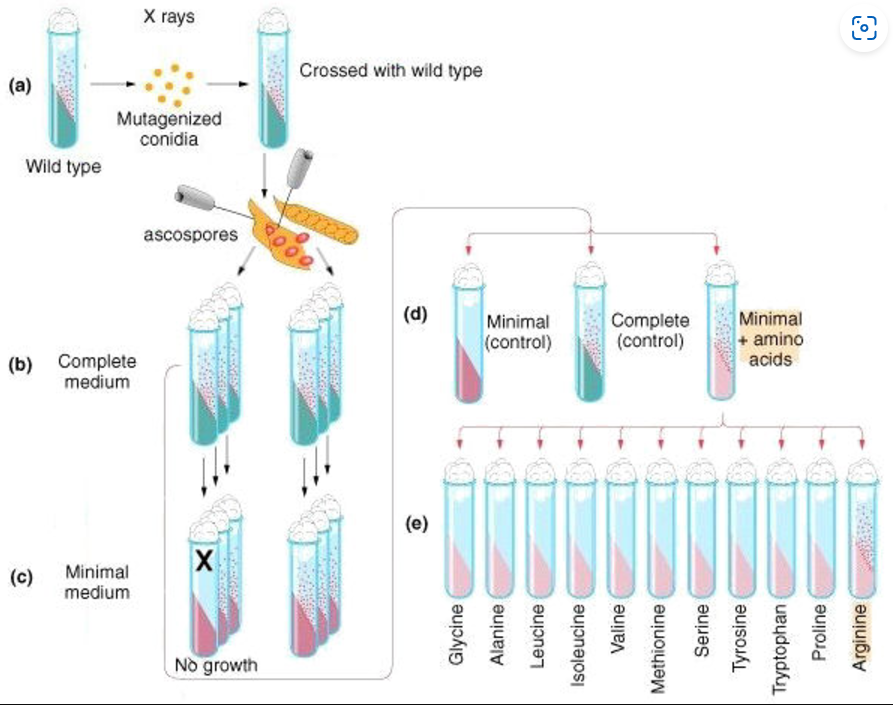 X rays
(a)
Crossed with wild type
Mutagenized
conidia
Wild type
ascospores
(b)
Complete
medium
(c)
Minimal
medium
X
No growth
(d)
Minimal
(control)
Complete
(control)
Minimal
+ amino
acids
(e)
Glycine
Alanine
Leucine
Isoleucine
Valine
Methionine
Serine
Tyrosine
Tryptophan
Proline
Arginine